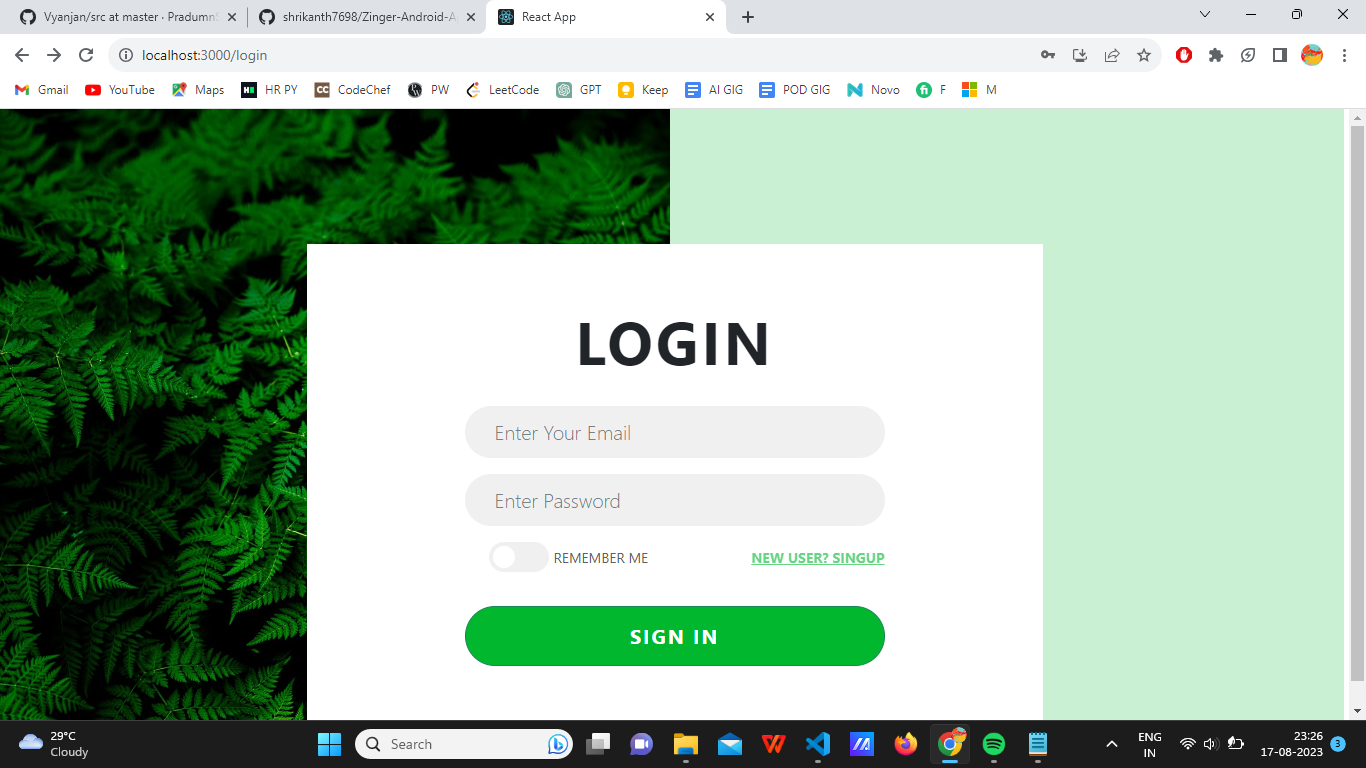 Vyanjan/src at master · Pradumn
shrikanth7698/Zinger-Android-A
React App
localhost:3000/login
Gmail
YouTube
Maps
HR PY
CodeChef
PW
LeetCode
GPT
Keep
AI GIG
POD GIG
Novo
F
M
LOGIN
Enter Your Email
Enter Password
REMEMBER ME
NEW USER? SINGUP
SIGN IN
29°C
Cloudy
Search
ENG
IN
23:26
17-08-2023
3